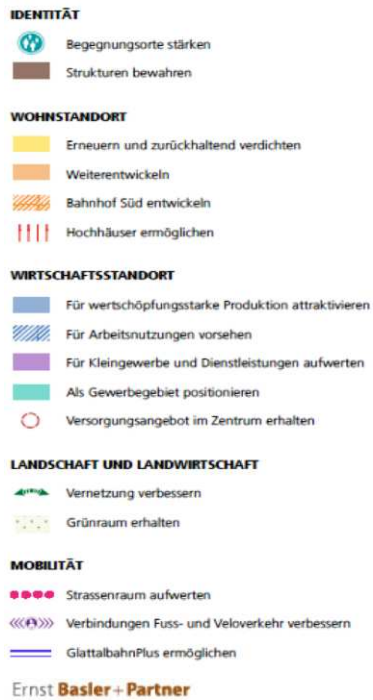 IDENTITÄT
Begegnungsorte stärken
Strukturen bewahren
WOHNSTANDORT
Erneuern und zurückhaltend verdichten
Weiterentwickeln
Bahnhof Süd entwickeln
Hochhäuser ermöglichen
WIRTSCHAFTSSTANDORT
Für wertschöpfungsstarke Produktion attraktivieren
Für Arbeitsnutzungen vorsehen
Für Kleingewerbe und Dienstleistungen aufwerten
Als Gewerbegebiet positionieren
Versorgungsangebot im Zentrum erhalten
LANDSCHAFT UND LANDWIRTSCHAFT
Vernetzung verbessern
Grünraum erhalten
MOBILITÄT
Strassenraum aufwerten
Verbindungen Fuss- und Veloverkehr verbessern
GlattalbahnPlus ermöglichen
Ernst Basler + Partner